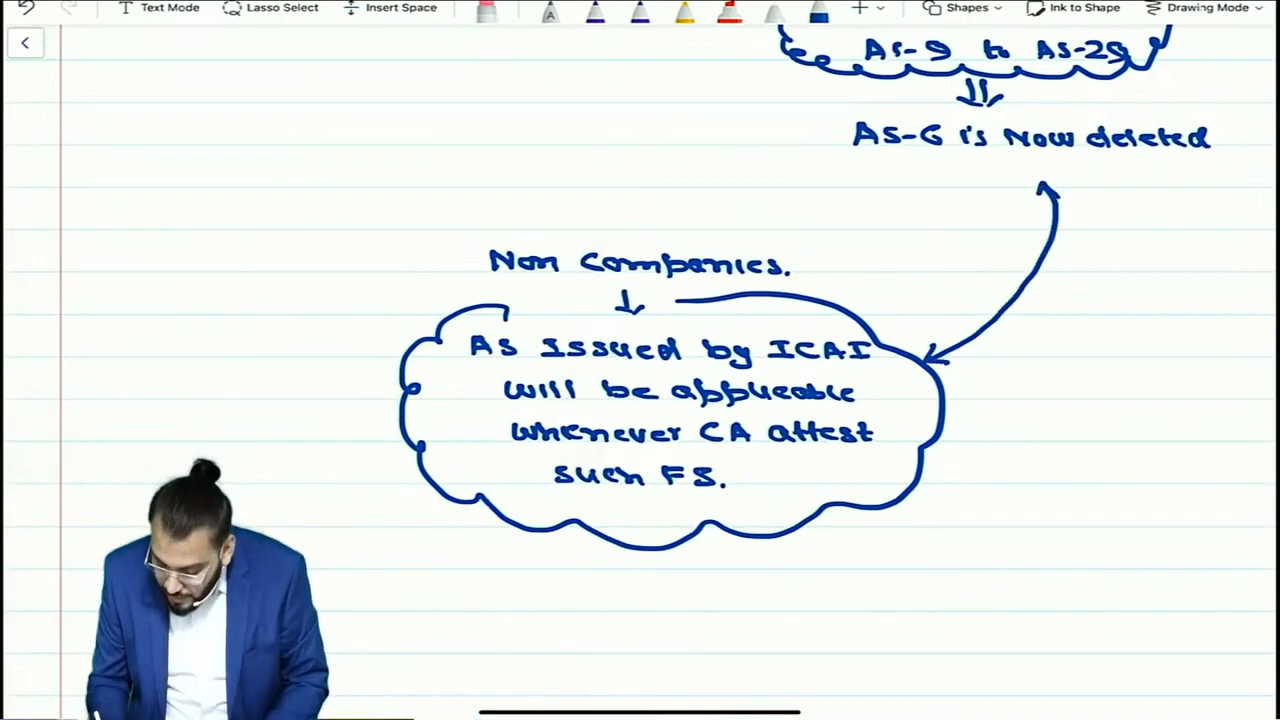 Text Mode Lasso Select Insert Space Shapes Ink to Shape Drawing Mode
AS-9 to AS-29
AS-6 is Now deleted
Non Companies.
As Issued by ICAI
will be applicable
whenever CA attest
such FS.